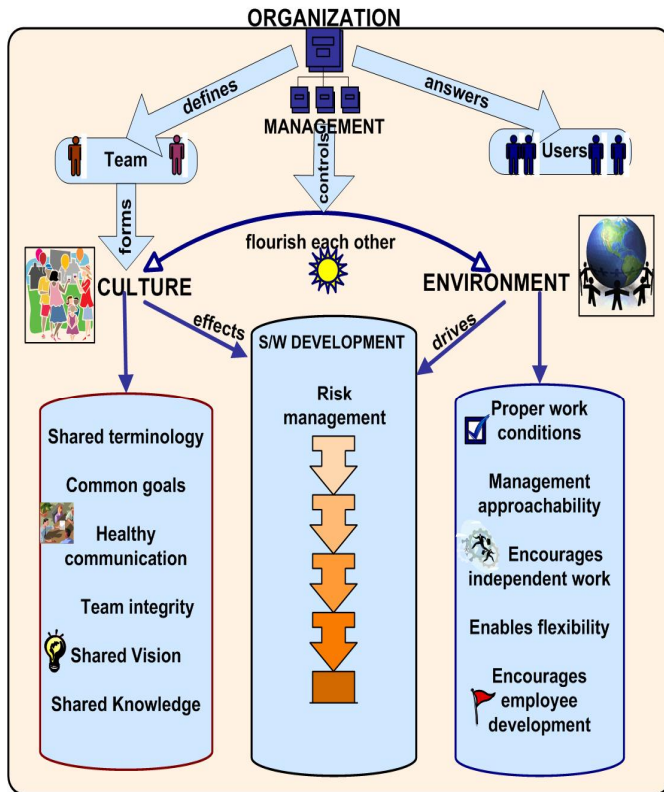 ORGANIZATION
defines
answers
MANAGEMENT
Team
Users
controls
forms
flourish each other
CULTURE
ENVIRONMENT
effects
drives
S/W DEVELOPMENT
Risk
management
Shared terminology
Common goals
Healthy
communication
Team integrity
Shared Vision
Shared Knowledge
Proper work
conditions
Management
approachability
Encourages
independent work
Enables flexibility
Encourages
employee
development